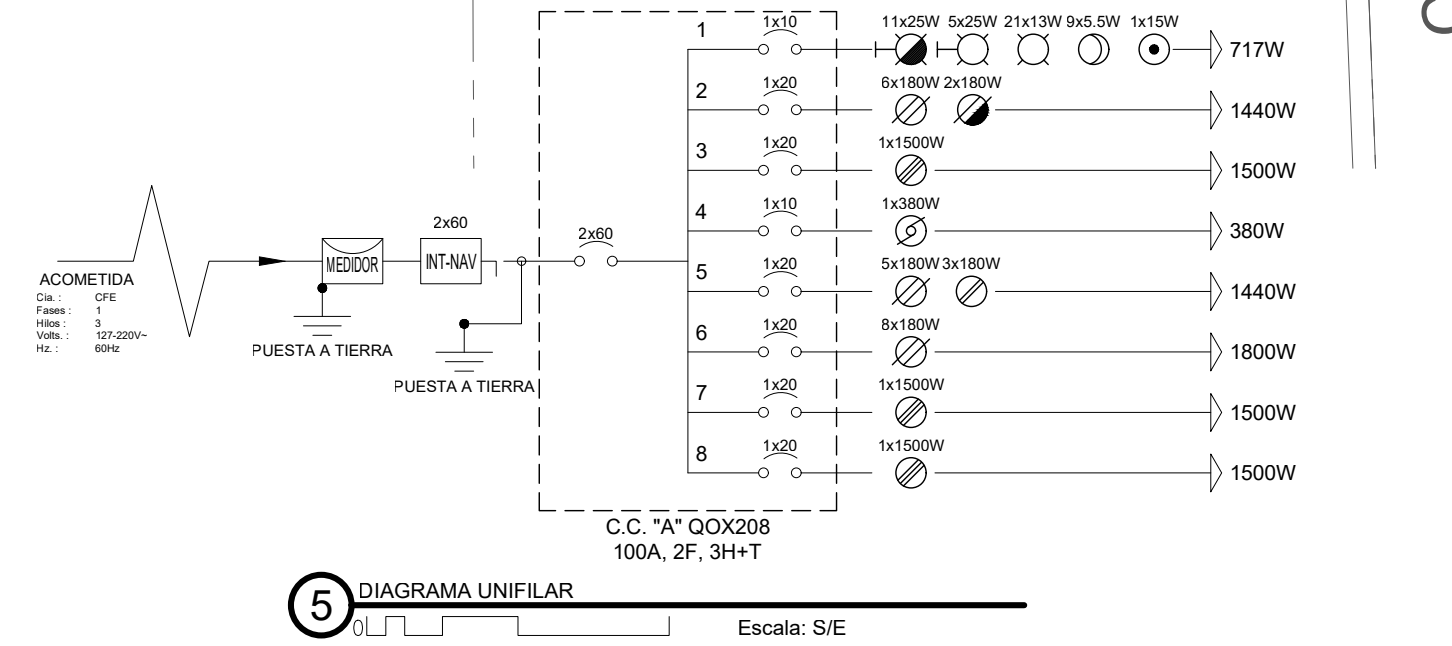 1
1x10
11x25W 5x25W 21x13W 9x5.5W 1x15W
717W
2
1x20
6x180W 2x180W
1440W
3
1x20
1x1500W
1500W
4
1x10
1x380W
380W
5
1x20
5x180W 3x180W
1440W
6
1x20
8x180W
1800W
7
1x20
1x1500W
1500W
8
1x20
1x1500W
1500W
ACOMETIDA
Cia. : CFE
Fases : 1
Hilos : 3
Volts. : 127-220V~
Hz. : 60Hz
MEDIDOR
PUESTA A TIERRA
2x60
INT-NAV
PUESTA A TIERRA
2x60
C.C. "A" QOX208
100A, 2F, 3H+T
5
DIAGRAMA UNIFILAR
0
Escala: S/E